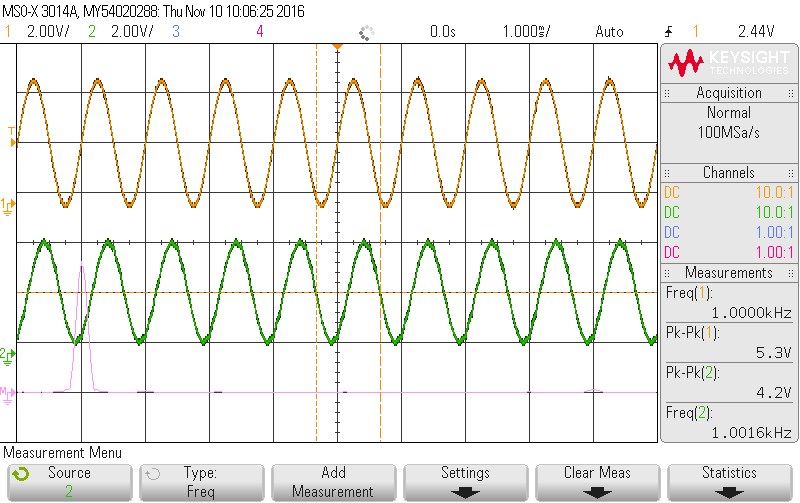 MSO-X 3014A, MY54020288: Thu Nov 10 10:06:25 2016
1 2.00V/ 2 2.00V/ 3 4 0.0s 1.000ms/ Auto 1 2.44V
KEYSIGHT
TECHNOLOGIES
Acquisition
Normal
100MSa/s
Channels
DC 10.0:1
DC 10.0:1
DC 1.00:1
DC 1.00:1
Measurements
Freq(1):
1.0000kHz
Pk-Pk(1):
5.3V
Pk-Pk(2):
4.2V
Freq(2):
1.0016kHz
T
1
2
M
Measurement Menu
Source
2
Type:
Freq
Add
Measurement
Settings
Clear Meas
Statistics